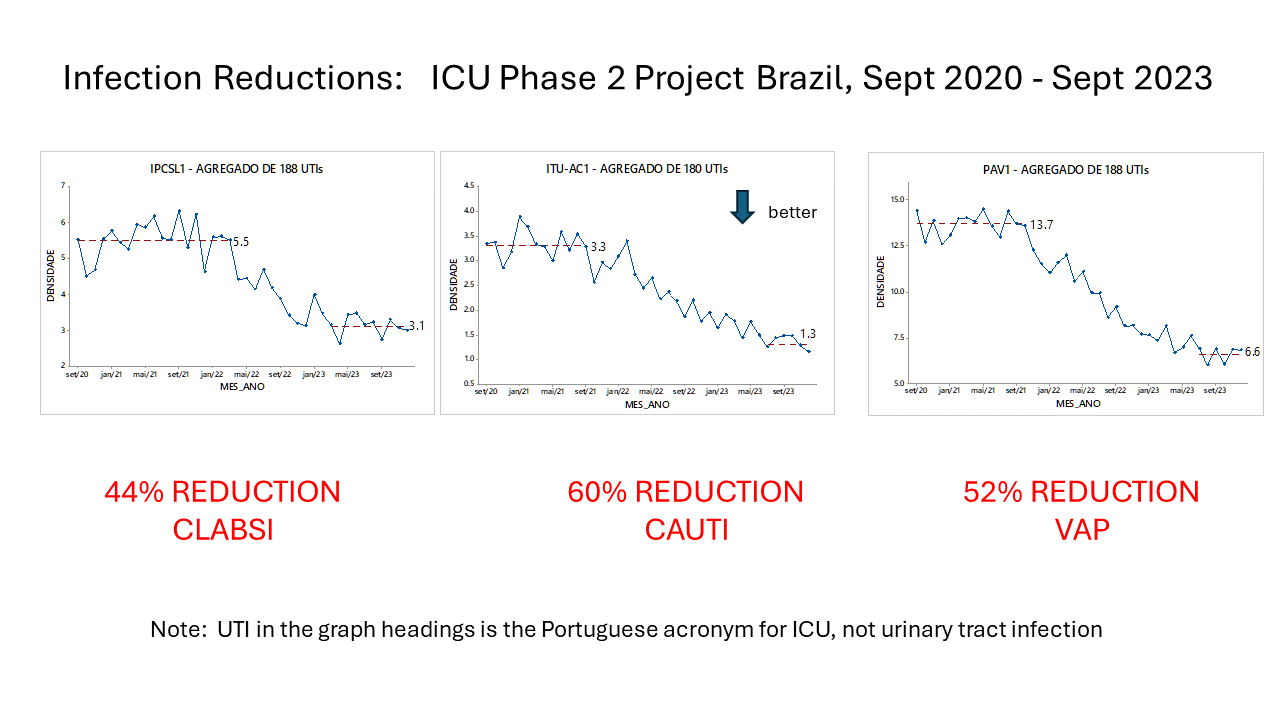 Infection Reductions: ICU Phase 2 Project Brazil, Sept 2020 - Sept 2023
IPCSL1 - AGREGADO DE 188 UTIs
DENSIDADE
7
6
5
4
3
2
5.5
3.1
set/20 jan/21 mai/21 set/21 jan/22 mai/22 set/22 jan/23 mai/23 set/23
MES_ANO
ITU-AC1 - AGREGADO DE 180 UTIs
better
DENSIDADE
4.5
4.0
3.5
3.0
2.5
2.0
1.5
1.0
0.5
3.3
1.3
set/20 jan/21 mai/21 set/21 jan/22 mai/22 set/22 jan/23 mai/23 set/23
MES_ANO
PAV1 - AGREGADO DE 188 UTIs
DENSIDADE
15.0
12.5
10.0
7.5
5.0
13.7
6.6
set/20 jan/21 mai/21 set/21 jan/22 mai/22 set/22 jan/23 mai/23 set/23
MES_ANO
44% REDUCTION
CLABSI
60% REDUCTION
CAUTI
52% REDUCTION
VAP
Note: UTI in the graph headings is the Portuguese acronym for ICU, not urinary tract infection